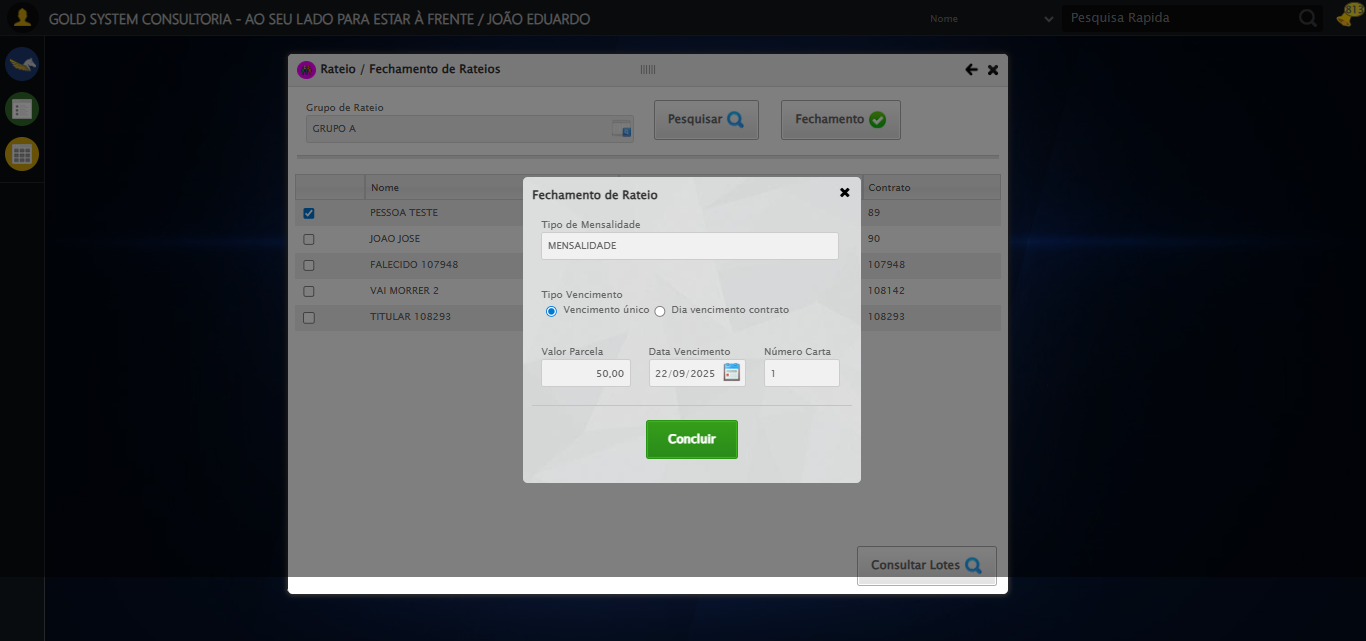 GOLD SYSTEM CONSULTORIA - AO SEU LADO PARA ESTAR À FRENTE / JOÃO EDUARDO
Nome
Pesquisa Rapida
813
Rateio / Fechamento de Rateios
Grupo de Rateio
GRUPO A
Pesquisar
Fechamento
Nome
Contrato
PESSOA TESTE
89
JOAO JOSE
90
FALECIDO 107948
107948
VAI MORRER 2
108142
TITULAR 108293
108293
Fechamento de Rateio
Tipo de Mensalidade
MENSALIDADE
Tipo Vencimento
Vencimento único
Dia vencimento contrato
Valor Parcela
Data Vencimento
Número Carta
50,00
22/09/2025
1
Concluir
Consultar Lotes